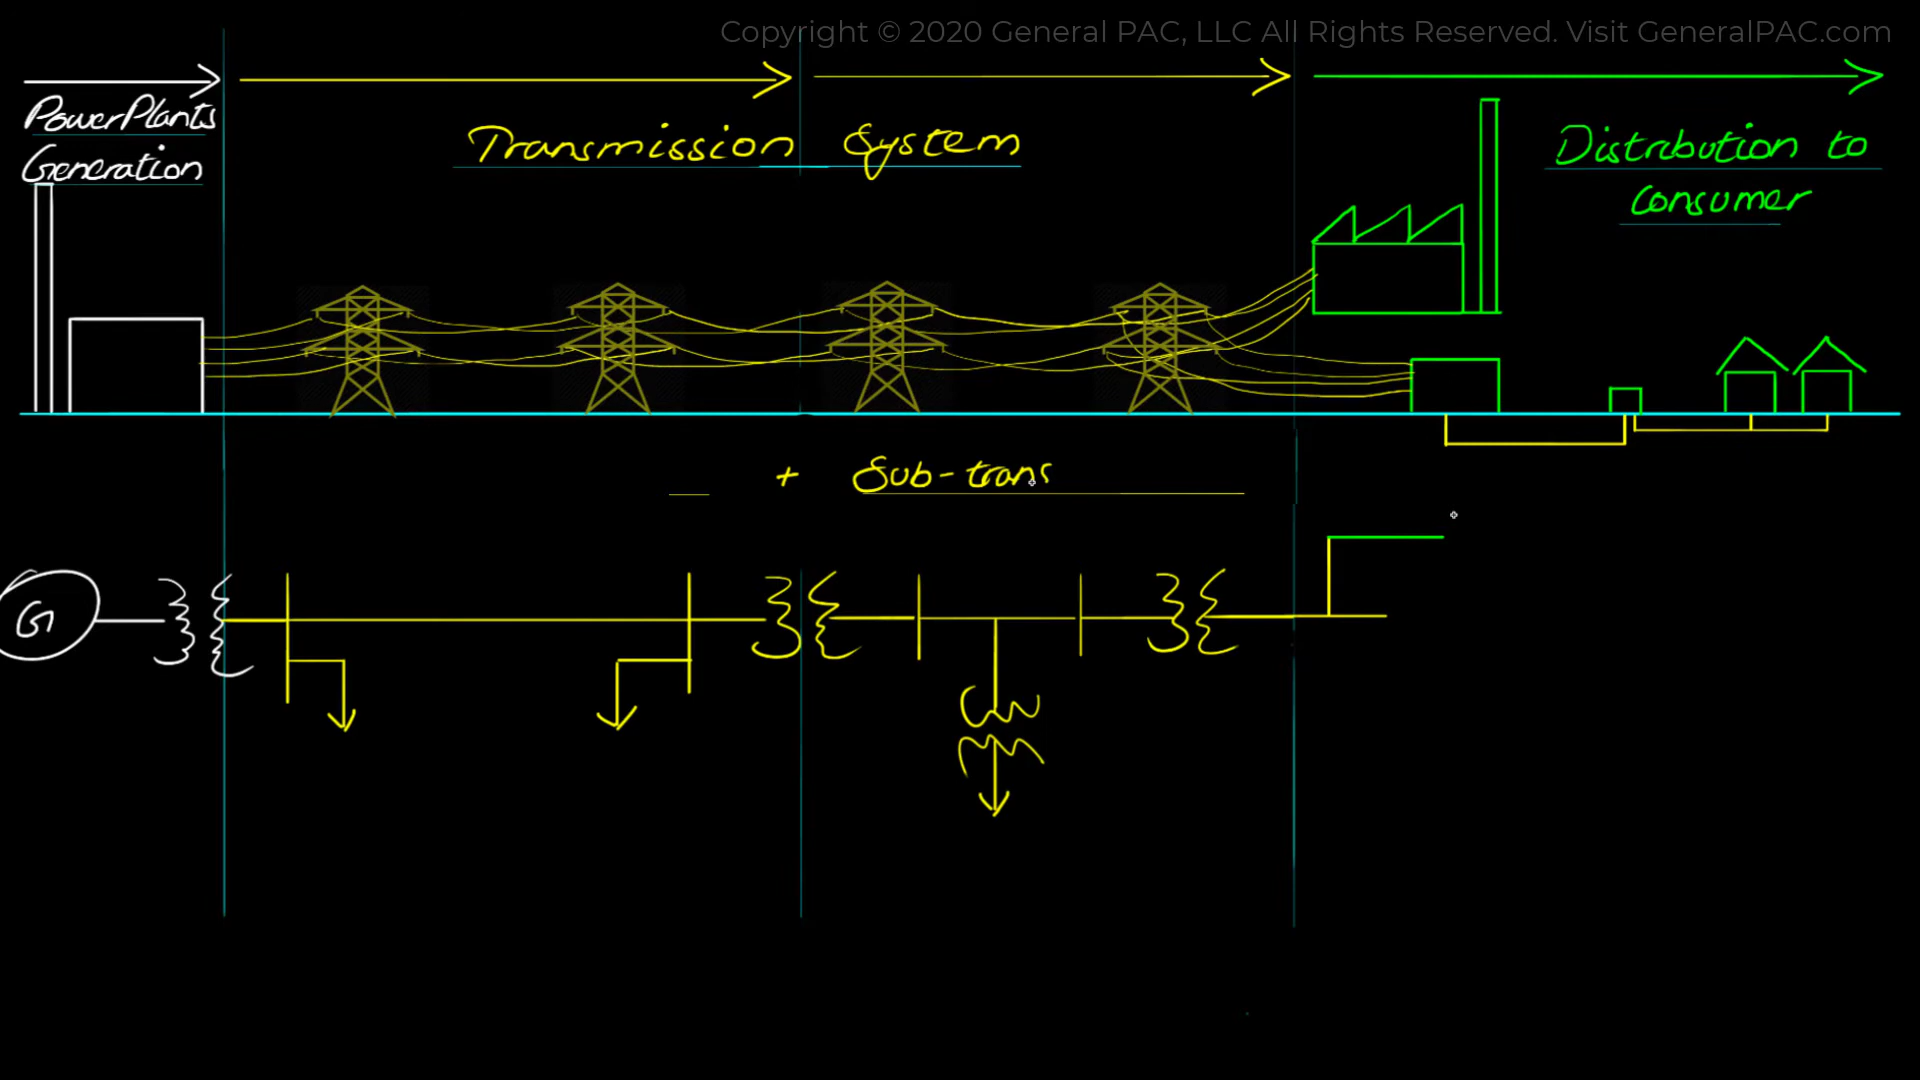 Copyright © 2020 General PAC, LLC All Rights Reserved. Visit GeneralPAC.com
PowerPlants
Generation
Transmission System
Distribution to
Consumer
+ Sub-trans
G